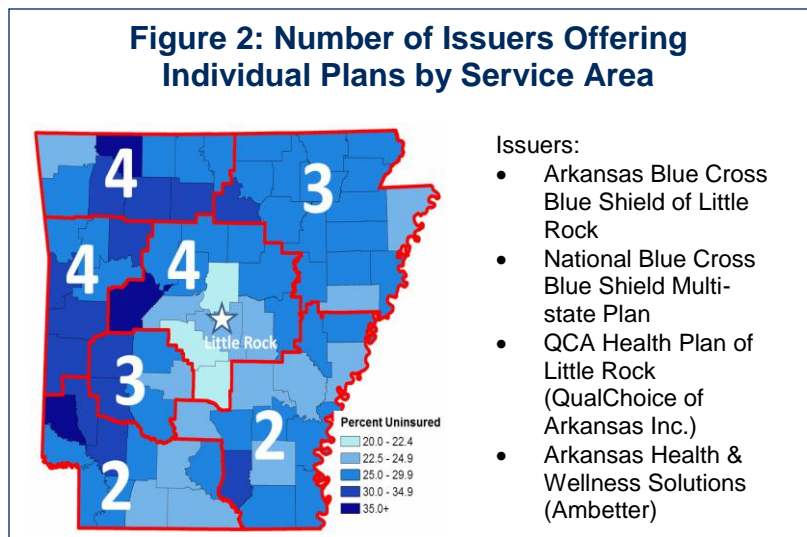 Figure 2: Number of Issuers Offering
Individual Plans by Service Area
4
3
4
4
Little Rock
3
2
2
Percent Uninsured
20.0 - 22.4
22.5 - 24.9
25.0 - 29.9
30.0 - 34.9
35.0+
Issuers:
• Arkansas Blue Cross
Blue Shield of Little
Rock
• National Blue Cross
Blue Shield Multi-
state Plan
• QCA Health Plan of
Little Rock
(QualChoice of
Arkansas Inc.)
• Arkansas Health &
Wellness Solutions
(Ambetter)